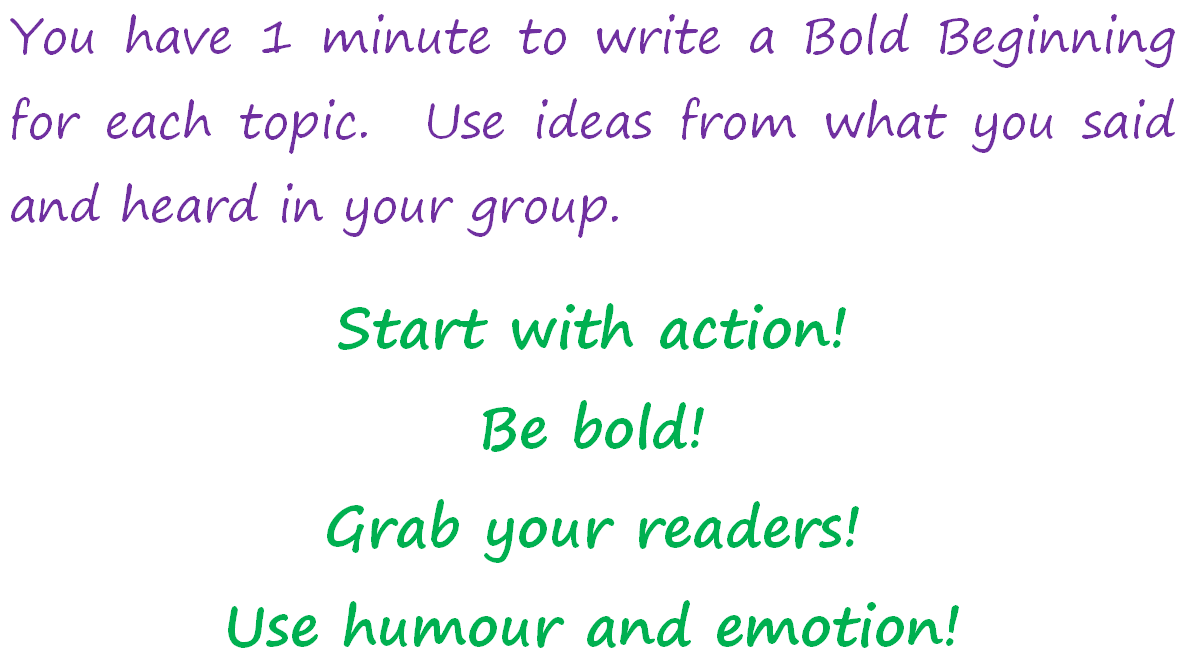 You have 1 minute to write a Bold Beginning
for each topic.  Use ideas from what you said
and heard in your group.
Start with action!
Be bold!
Grab your readers!
Use humour and emotion!